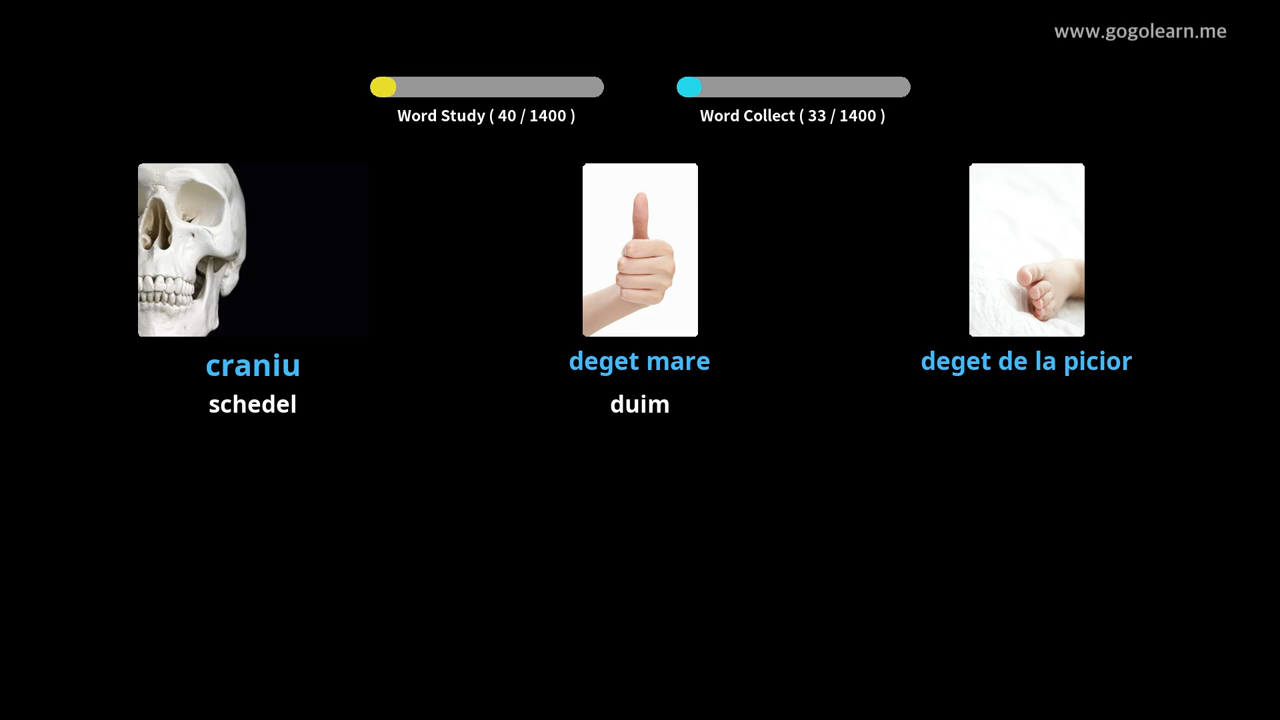 www.gogolearn.me
Word Study ( 40 / 1400 )
Word Collect ( 33 / 1400 )
craniu
deget mare
deget de la picior
schedel
duim